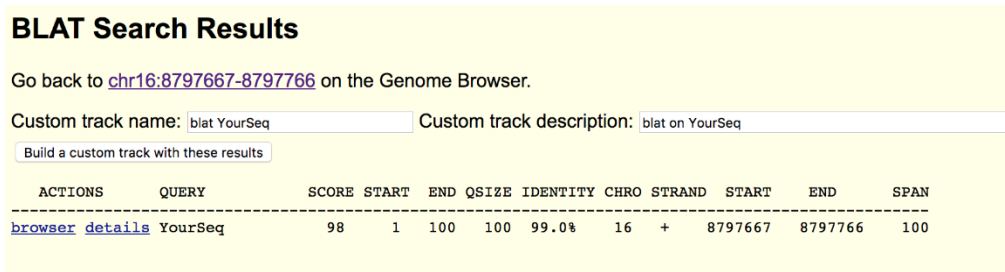 BLAT Search Results
Go back to chr16:8797667-8797766 on the Genome Browser.
Custom track name: blat YourSeq Custom track description: blat on YourSeq
Build a custom track with these results
ACTIONS QUERY SCORE START END QSIZE IDENTITY CHRO STRAND START END SPAN
---------------------------------------------------------------------------------------------------
browser details YourSeq 98 1 100 100 99.0% 16 + 8797667 8797766 100